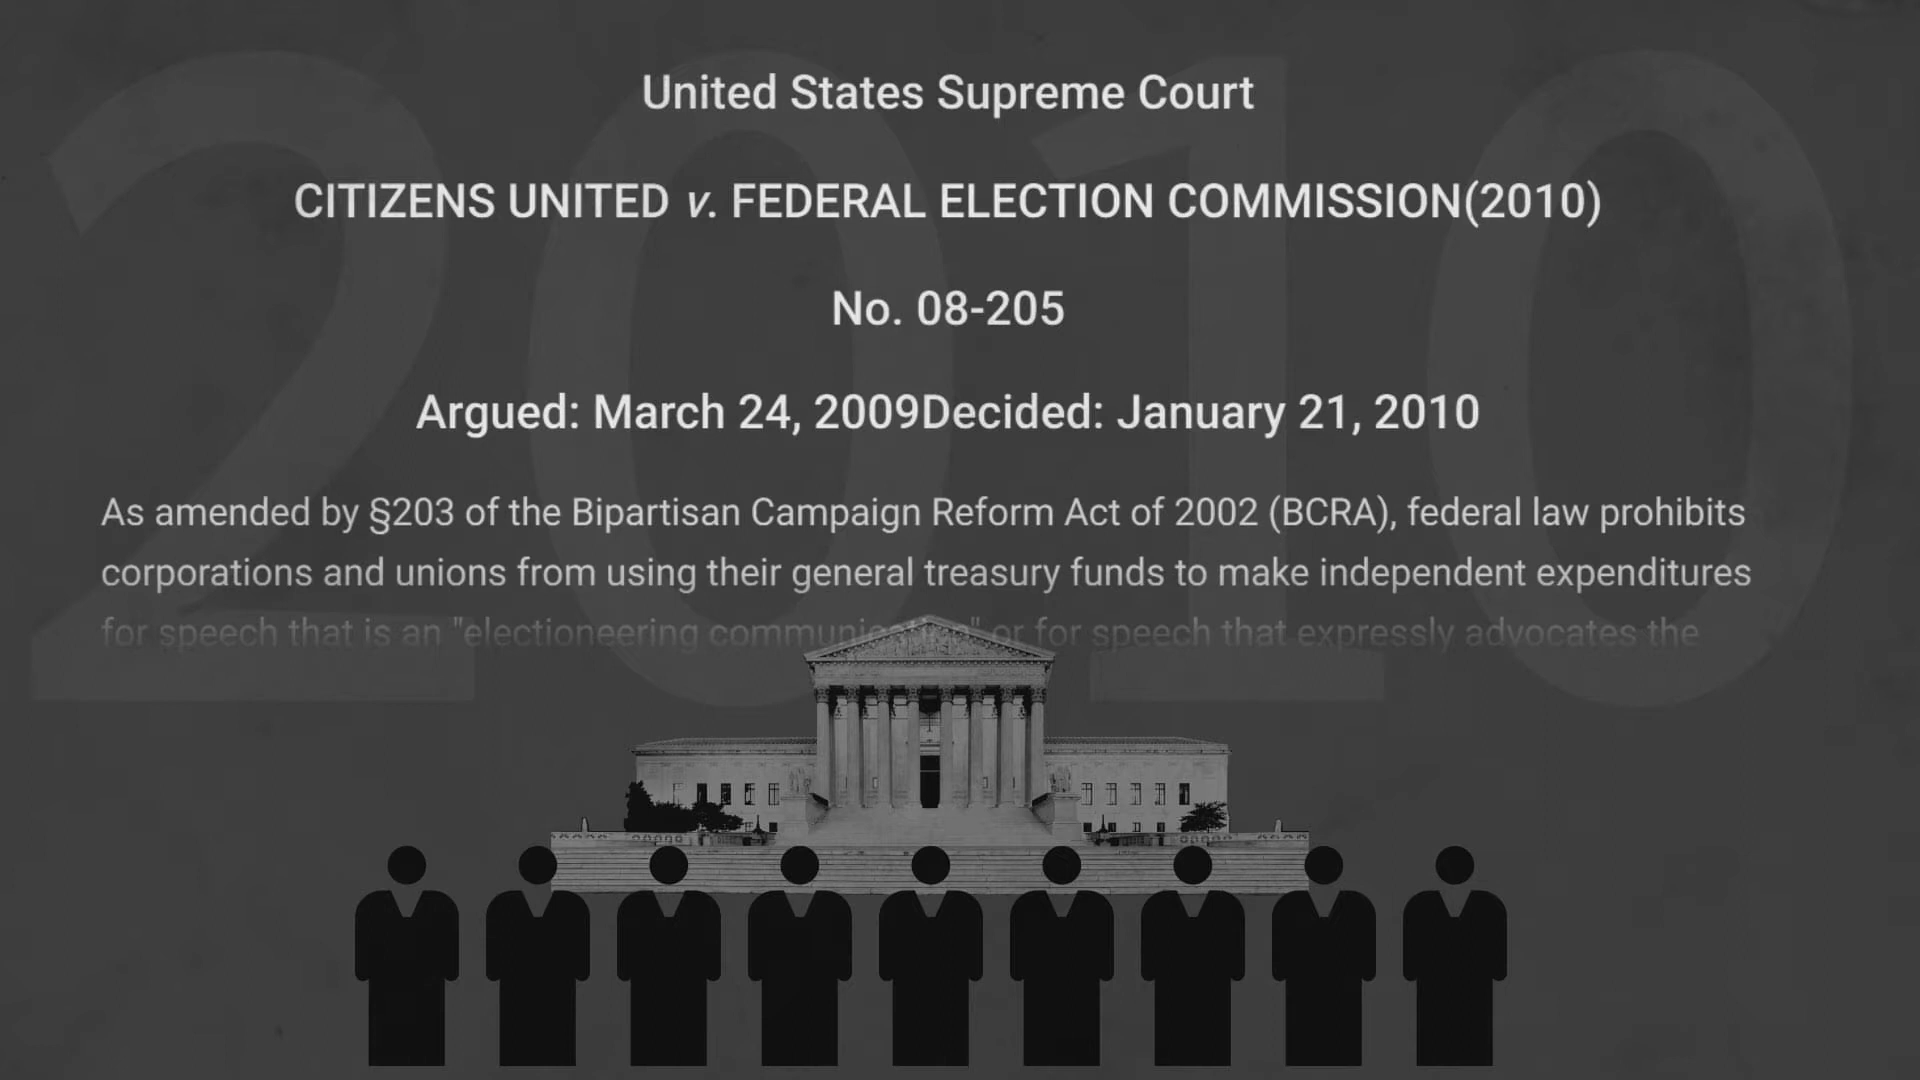 United States Supreme Court
CITIZENS UNITED v. FEDERAL ELECTION COMMISSION(2010)
No. 08-205
Argued: March 24, 2009Decided: January 21, 2010
As amended by §203 of the Bipartisan Campaign Reform Act of 2002 (BCRA), federal law prohibits
corporations and unions from using their general treasury funds to make independent expenditures
for speech that is an "electioneering or for speech that expressly advocates the
2010